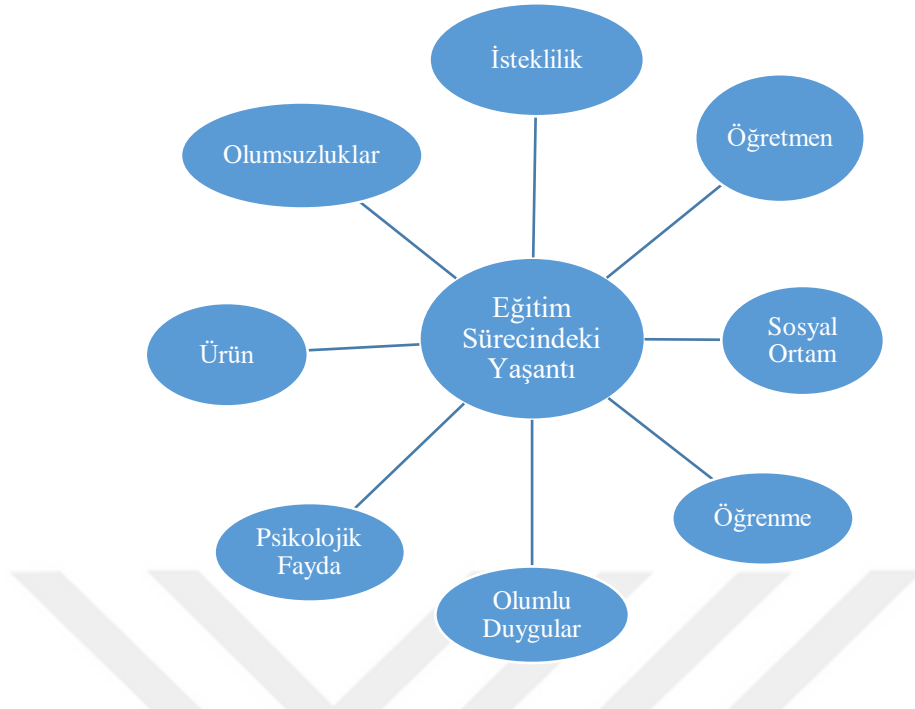 İsteklilik
Öğretmen
Olumsuzluklar
Eğitim
Sürecindeki
Yaşantı
Sosyal
Ortam
Ürün
Öğrenme
Psikolojik
Fayda
Olumlu
Duygular